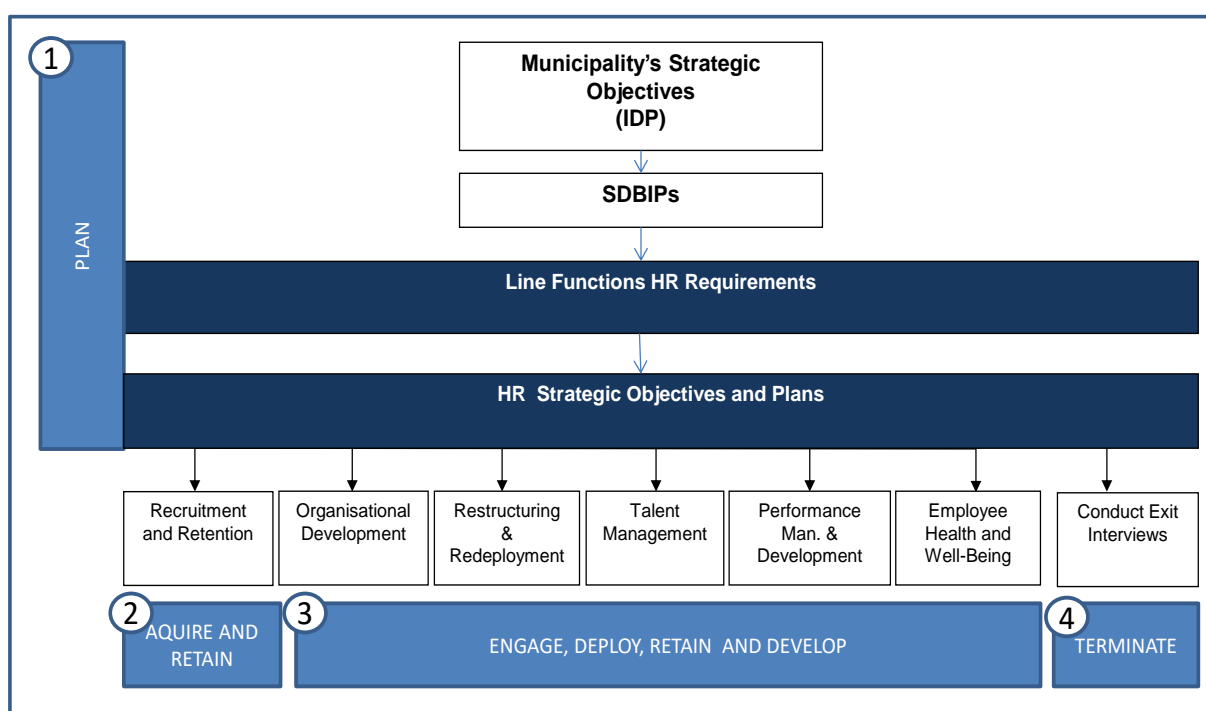 1
PLAN
Municipality's Strategic
Objectives
(IDP)
SDBIPs
Line Functions HR Requirements
HR Strategic Objectives and Plans
Recruitment
and Retention
Organisational
Development
Restructuring
&
Redeployment
Talent
Management
Performance
Man. &
Development
Employee
Health and
Well-Being
Conduct Exit
Interviews
2
AQUIRE AND
RETAIN
3
ENGAGE, DEPLOY, RETAIN AND DEVELOP
4
TERMINATE